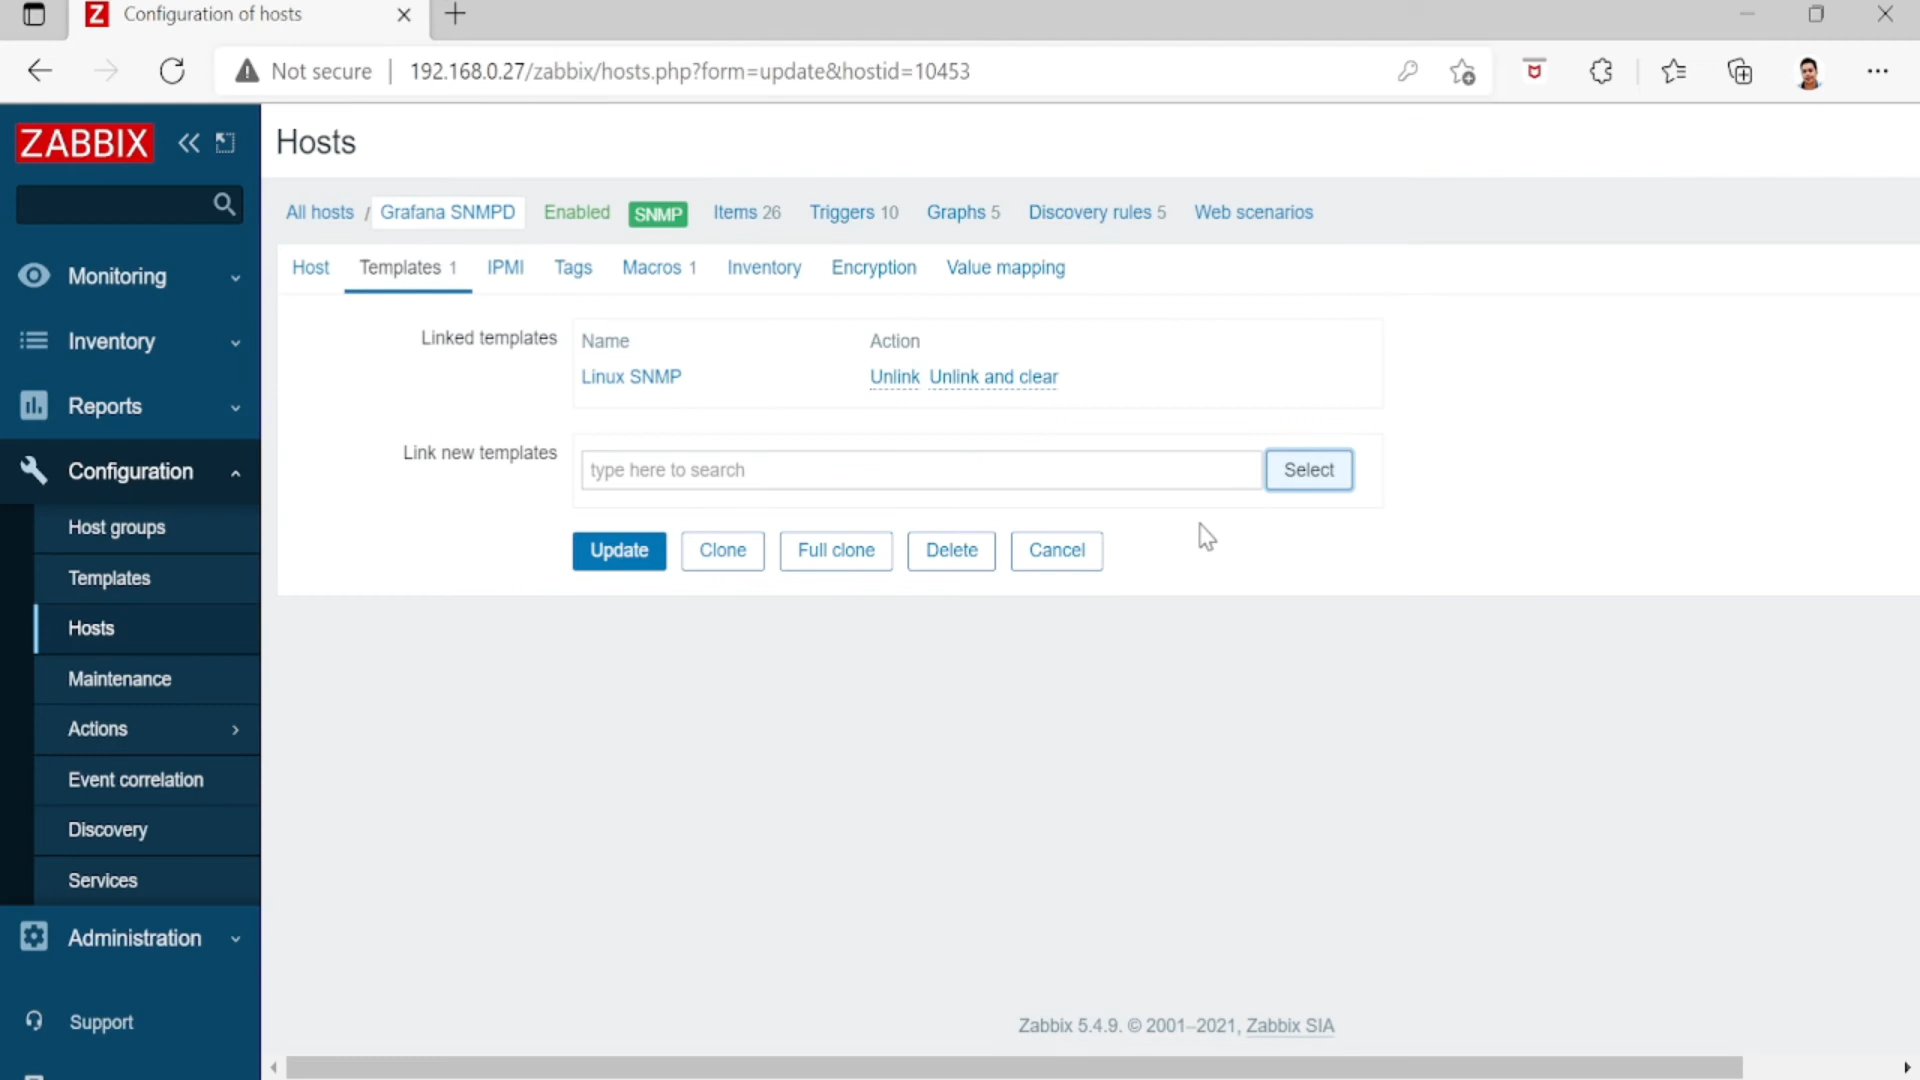 Configuration of hosts
Not secure | 192.168.0.27/zabbix/hosts.php?form=update&hostid=10453
ZABBIX
Hosts
All hosts / Grafana SNMPD Enabled SNMP Items 26 Triggers 10 Graphs 5 Discovery rules 5 Web scenarios
Host Templates 1 IPMI Tags Macros 1 Inventory Encryption Value mapping
Linked templates
Name Action
Linux SNMP Unlink Unlink and clear
Link new templates
type here to search Select
Update Clone Full clone Delete Cancel
Monitoring
Inventory
Reports
Configuration
Host groups
Templates
Hosts
Maintenance
Actions
Event correlation
Discovery
Services
Administration
Support
Zabbix 5.4.9. © 2001–2021, Zabbix SIA